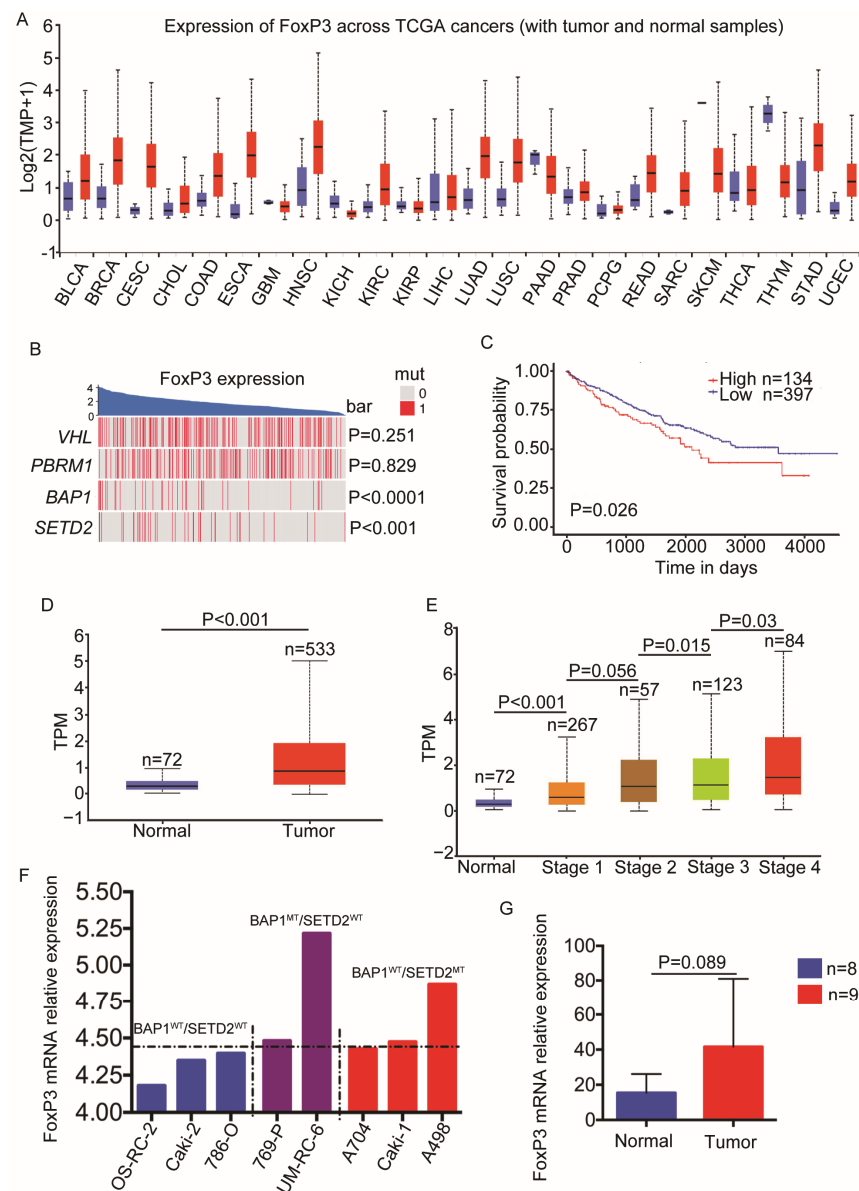 A
Expression of FoxP3 across TCGA cancers (with tumor and normal samples)
Log2(TMP+1)
6
5
4
3
2
1
0
-1
BLCA
BRCA
CESC
CHOL
COAD
ESCA
GBM
HNSC
KICH
KIRC
KIRP
LIHC
LUAD
LUSC
PAAD
PRAD
PCPG
READ
SARC
SKCM
THCA
THYM
STAD
UCEC
B
FoxP3 expression
4
2
0
bar
mut
0
1
VHL P=0.251
PBRM1 P=0.829
BAP1 P<0.0001
SETD2 P<0.001
C
Survival probability
1.00
0.75
0.50
0.25
0.00
High n=134
Low n=397
P=0.026
0 1000 2000 3000 4000
Time in days
D
P<0.001
TPM
6
5
4
3
2
1
0
−1
n=72
n=533
Normal Tumor
E
TPM
8
6
4
2
0
−2
P<0.001
P=0.056
P=0.015
P=0.03
n=72
n=267
n=57
n=123
n=84
Normal Stage 1 Stage 2 Stage 3 Stage 4
F
FoxP3 mRNA relative expression
5.50
5.25
5.00
4.75
4.50
4.25
4.00
BAP1WT/SETD2WT
BAP1MT/SETD2WT
BAP1WT/SETD2MT
OS-RC-2
Caki-2
786-O
769-P
UM-RC-6
A704
Caki-1
A498
G
FoxP3 mRNA relative expression
100
80
60
40
20
0
P=0.089
n=8
n=9
Normal Tumor